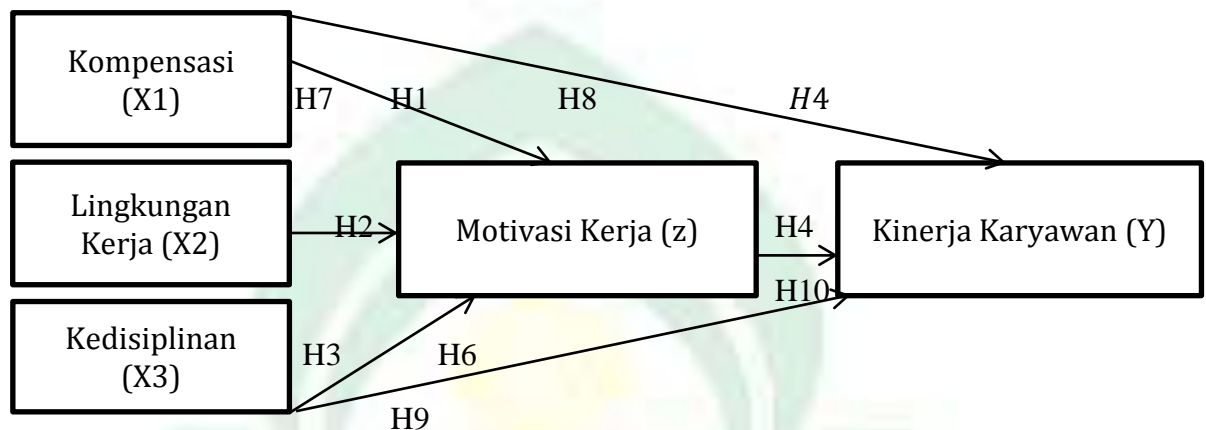 Kompensasi
(X1)
H7
H1
H8
H4
Lingkungan
Kerja (X2)
H2
Motivasi Kerja (z)
H4
Kinerja Karyawan (Y)
H10
Kedisiplinan
(X3)
H3
H6
H9